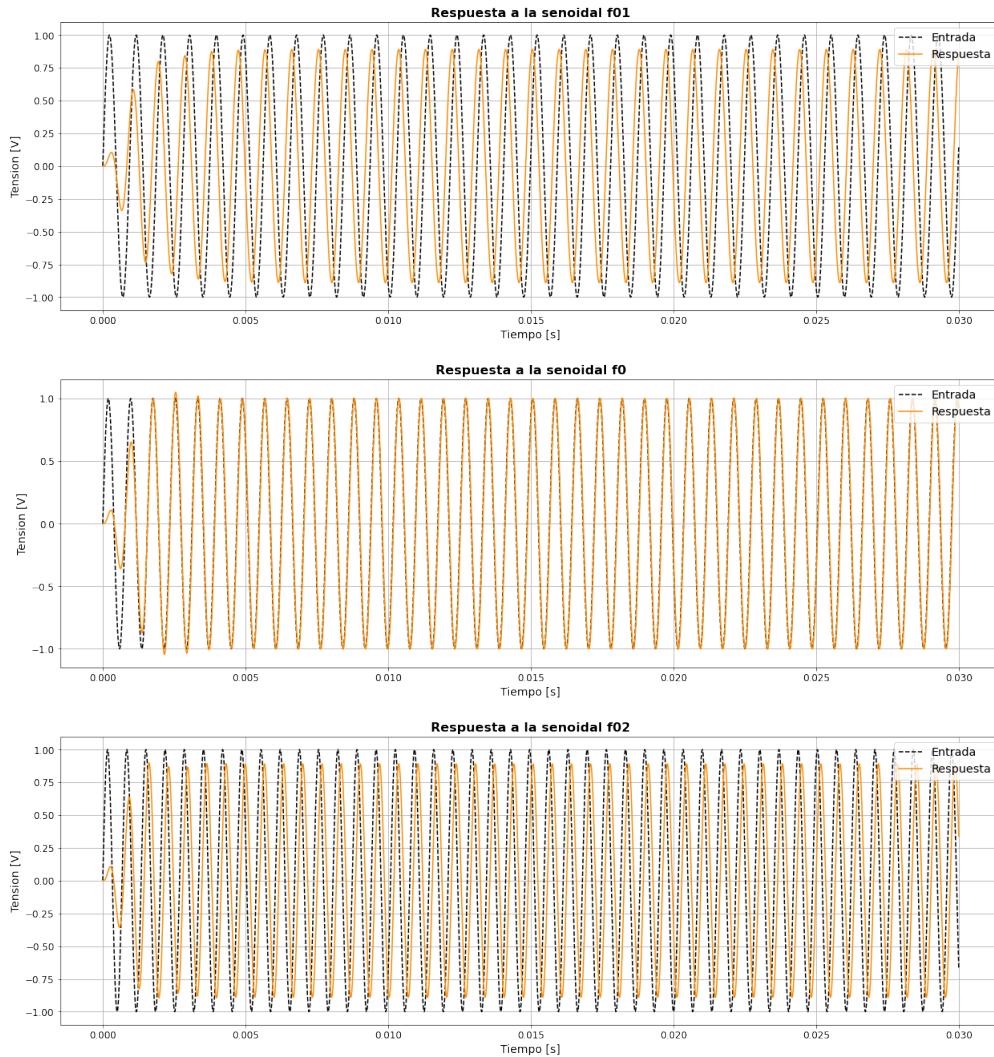 Respuesta a la senoidal f01
1.00
0.75
0.50
0.25
0.00
−0.25
−0.50
−0.75
−1.00
Tension [V]
Entrada
Respuesta
0.000 0.005 0.010 0.015 0.020 0.025 0.030
Tiempo [s]
Respuesta a la senoidal f0
1.0
0.5
0.0
−0.5
−1.0
Tension [V]
Entrada
Respuesta
0.000 0.005 0.010 0.015 0.020 0.025 0.030
Tiempo [s]
Respuesta a la senoidal f02
1.00
0.75
0.50
0.25
0.00
−0.25
−0.50
−0.75
−1.00
Tension [V]
Entrada
Respuesta
0.000 0.005 0.010 0.015 0.020 0.025 0.030
Tiempo [s]